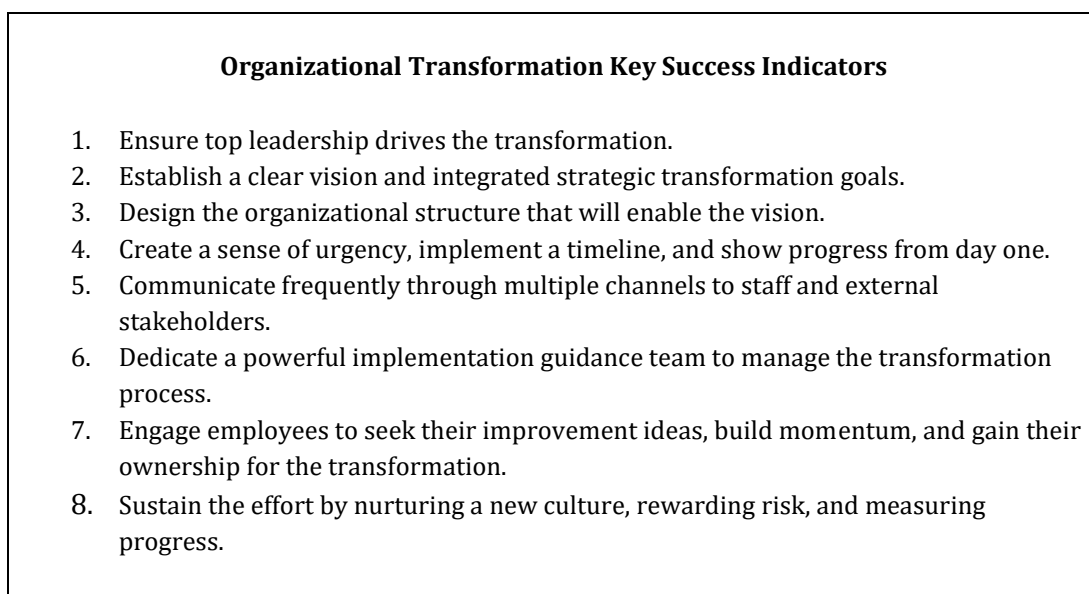 Organizational Transformation Key Success Indicators
1. Ensure top leadership drives the transformation.
2. Establish a clear vision and integrated strategic transformation goals.
3. Design the organizational structure that will enable the vision.
4. Create a sense of urgency, implement a timeline, and show progress from day one.
5. Communicate frequently through multiple channels to staff and external
stakeholders.
6. Dedicate a powerful implementation guidance team to manage the transformation
process.
7. Engage employees to seek their improvement ideas, build momentum, and gain their
ownership for the transformation.
8. Sustain the effort by nurturing a new culture, rewarding risk, and measuring
progress.